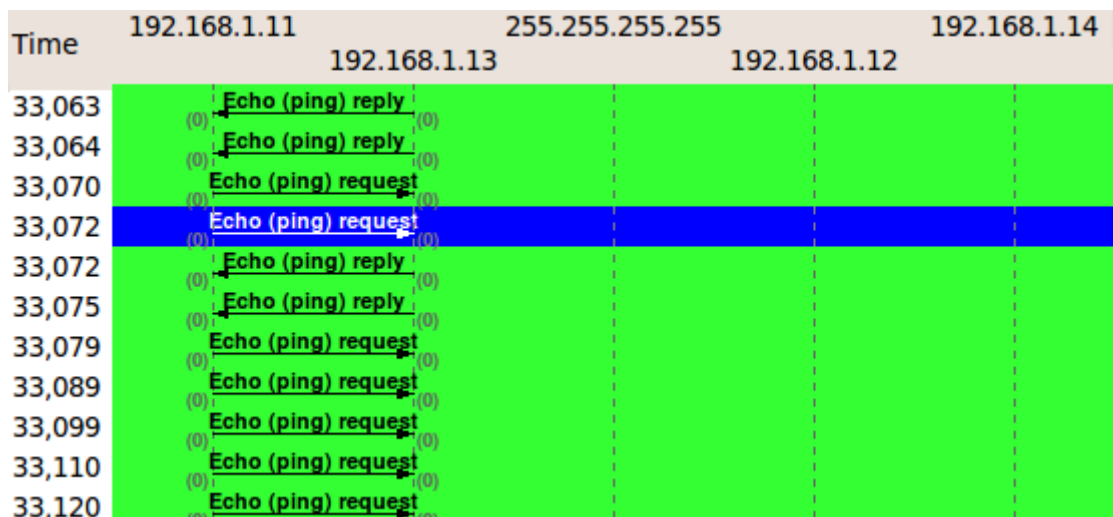 192.168.1.11 255.255.255.255 192.168.1.14
Time
192.168.1.13 192.168.1.12
33,063 Echo (ping) reply
(0) (0)
33,064 Echo (ping) reply
(0) (0)
33,070 Echo (ping) request
(0) (0)
33,072 Echo (ping) request
(0) (0)
33,072 Echo (ping) reply
(0) (0)
33,075 Echo (ping) reply
(0) (0)
33,079 Echo (ping) request
(0) (0)
33,089 Echo (ping) request
(0) (0)
33,099 Echo (ping) request
(0) (0)
33,110 Echo (ping) request
(0) (0)
33,120 Echo (ping) request